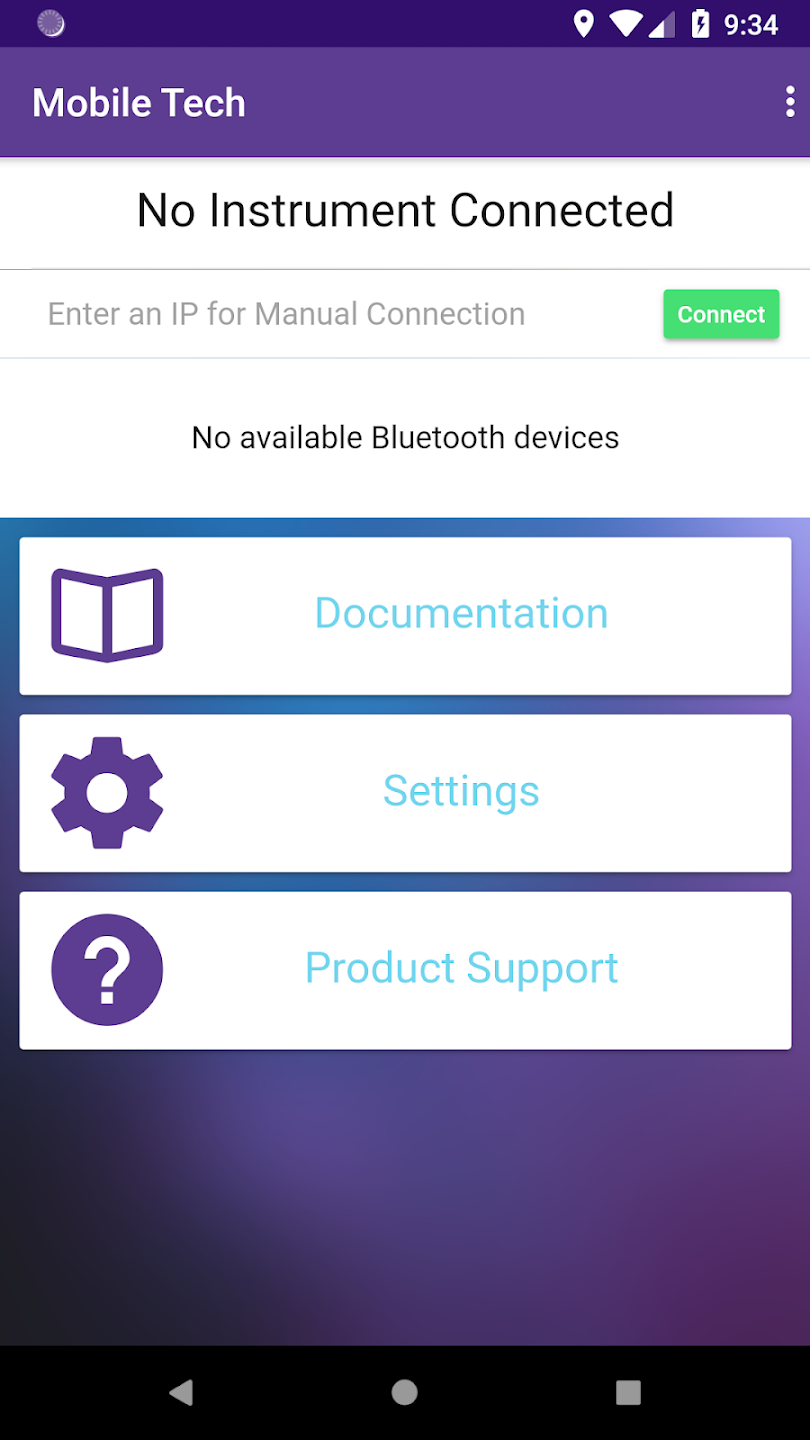 9:34
Mobile Tech
No Instrument Connected
Enter an IP for Manual Connection
Connect
No available Bluetooth devices
Documentation
Settings
?
Product Support